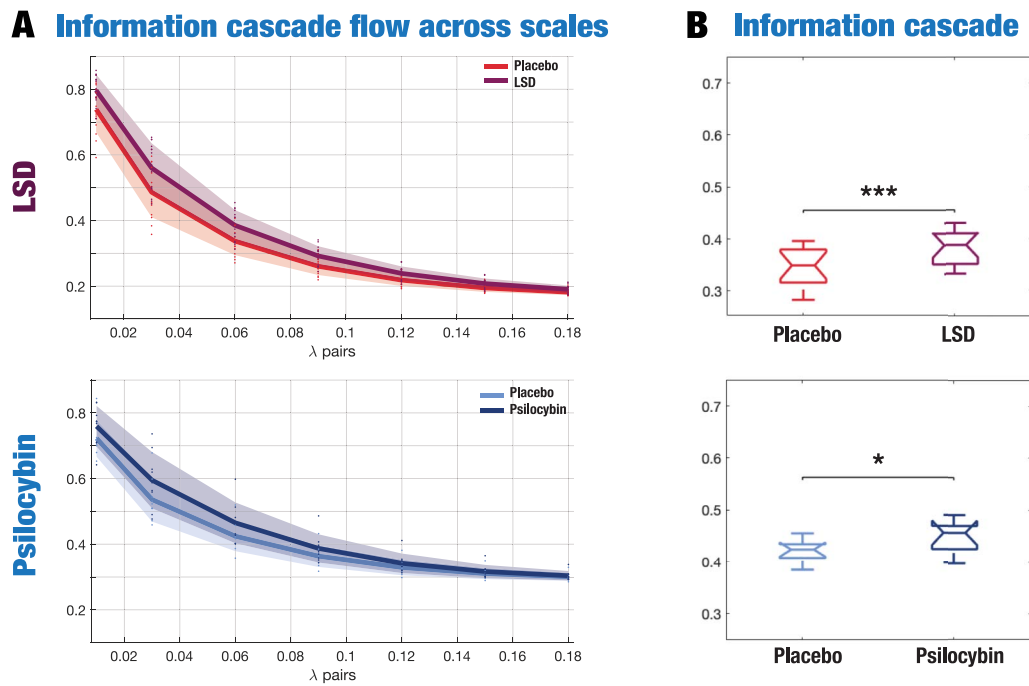 A Information cascade flow across scales
B Information cascade
LSD
Placebo
LSD
0.8
0.6
0.4
0.2
0.02 0.04 0.06 0.08 0.1 0.12 0.14 0.16 0.18
λ pairs
0.7
0.6
0.5
0.4
0.3
***
Placebo LSD
Psilocybin
Placebo
Psilocybin
0.8
0.6
0.4
0.2
0.02 0.04 0.06 0.08 0.1 0.12 0.14 0.16 0.18
λ pairs
0.7
0.6
0.5
0.4
0.3
*
Placebo Psilocybin